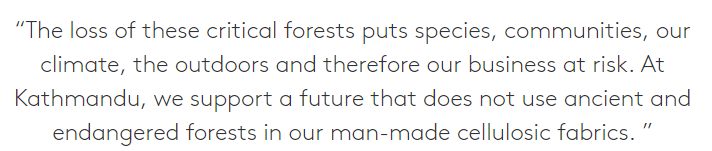 “The loss of these critical forests puts species, communities, our
climate, the outdoors and therefore our business at risk. At
Kathmandu, we support a future that does not use ancient and
endangered forests in our man-made cellulosic fabrics. ”